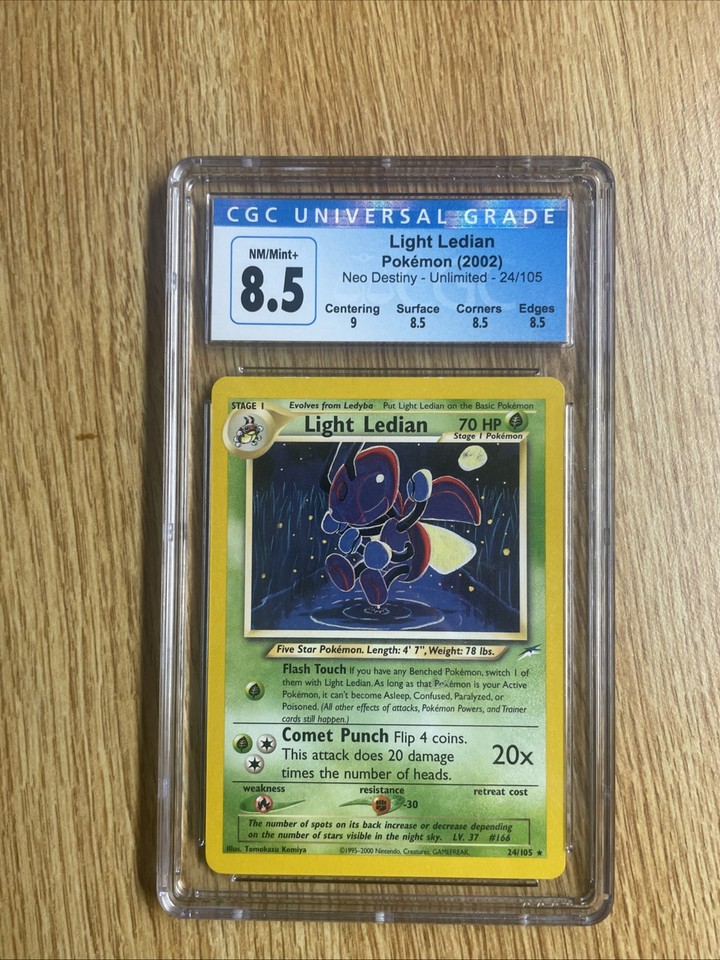 CGC UNIVERSAL GRADE
NM/Mint+
8.5
Light Ledian
Pokémon (2002)
Neo Destiny - Unlimited - 24/105
Centering Surface Corners Edges
9 8.5 8.5 8.5
STAGE 1 Evolves from Ledyba Put Light Ledian on the Basic Pokémon
Light Ledian 70 HP
Stage 1 Pokémon
Five Star Pokémon. Length: 4' 7", Weight: 78 lbs.
Flash Touch If you have any Benched Pokémon, switch 1 of
them with Light Ledian. As long as that Pokémon is your Active
Pokémon, it can't become Asleep, Confused, Paralyzed, or
Poisoned. (All other effects of attacks, Pokémon Powers, and Trainer
cards still happen.)
Comet Punch Flip 4 coins.
This attack does 20 damage 20x
times the number of heads.
weakness resistance retreat cost
-30
The number of spots on its back increase or decrease depending
on the number of stars visible in the night sky. LV. 37 #166
Illus. Tomokazu Komiya ©1995-2000 Nintendo, Creatures, GAMEFREAK. 24/105 ★